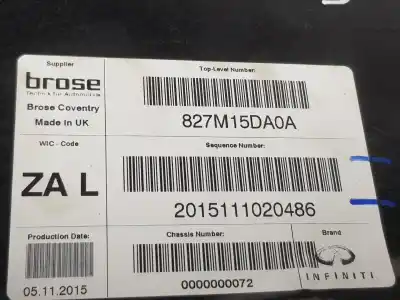 Supplier
brose
Technik für Automobile
Brose Coventry
Made in UK
Top-Level Number:
827M15DA0A
WIC - Code
ZA L
Sequence Number:
2015111020486
Production Date:
05.11.2015
Chassis Number:
0000000072
Brand
INFINITI